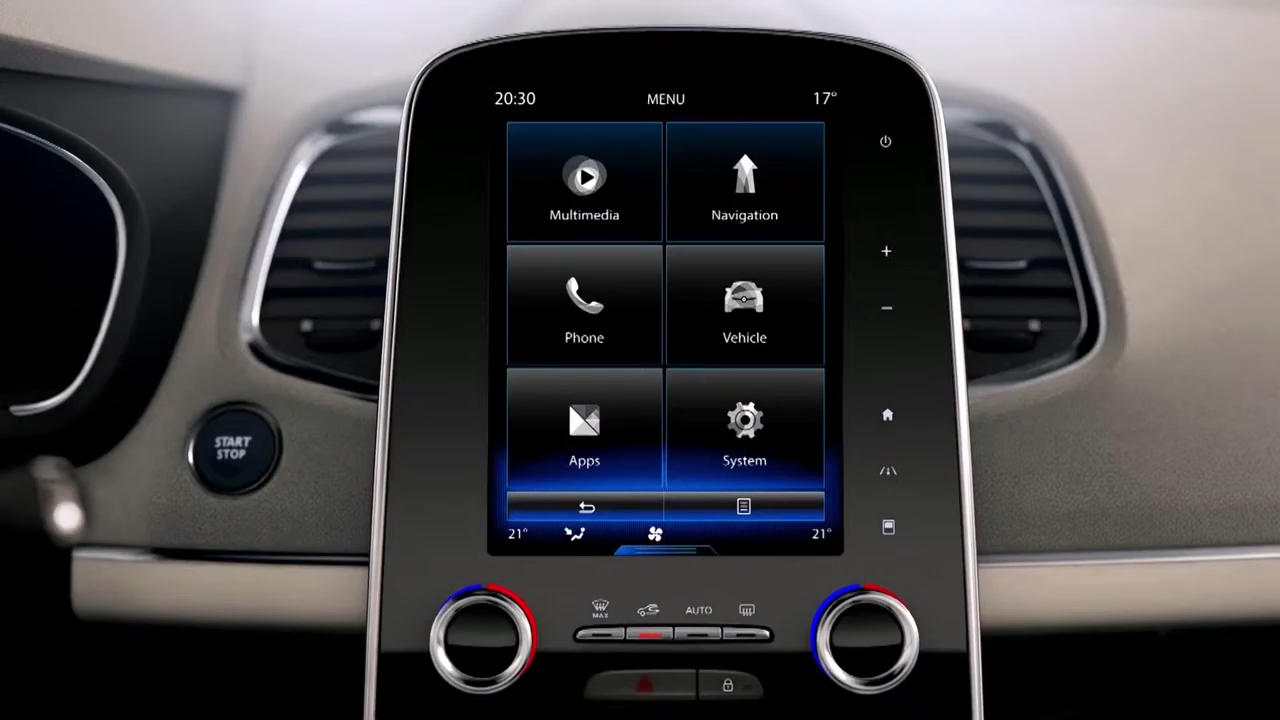 20:30 MENU 17°
Multimedia Navigation
Phone Vehicle
START
STOP
Apps System
21° 21°
MAX AUTO